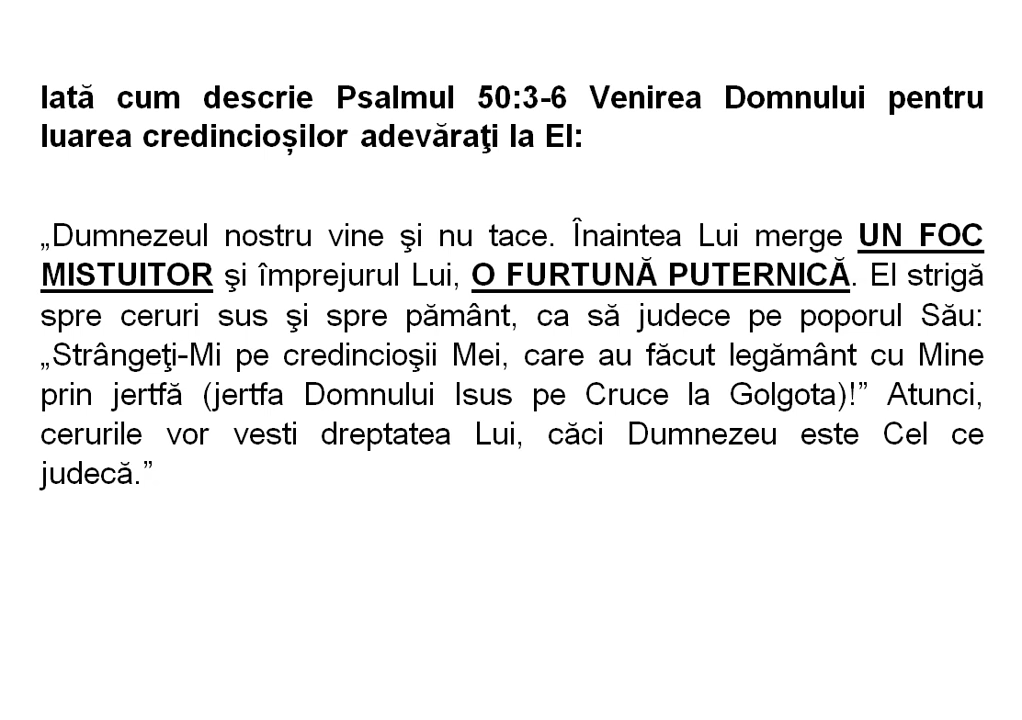 Iată cum descrie Psalmul 50:3-6 Venirea Domnului pentru
luarea credincioșilor adevăraţi la El:
„Dumnezeul nostru vine şi nu tace. Înaintea Lui merge UN FOC
MISTUITOR şi împrejurul Lui, O FURTUNĂ PUTERNICĂ. El strigă
spre ceruri sus şi spre pământ, ca să judece pe poporul Său:
„Strângeţi-Mi pe credincioşii Mei, care au făcut legământ cu Mine
prin jertfă (jertfa Domnului Isus pe Cruce la Golgota)!” Atunci,
cerurile vor vesti dreptatea Lui, căci Dumnezeu este Cel ce
judecă.”